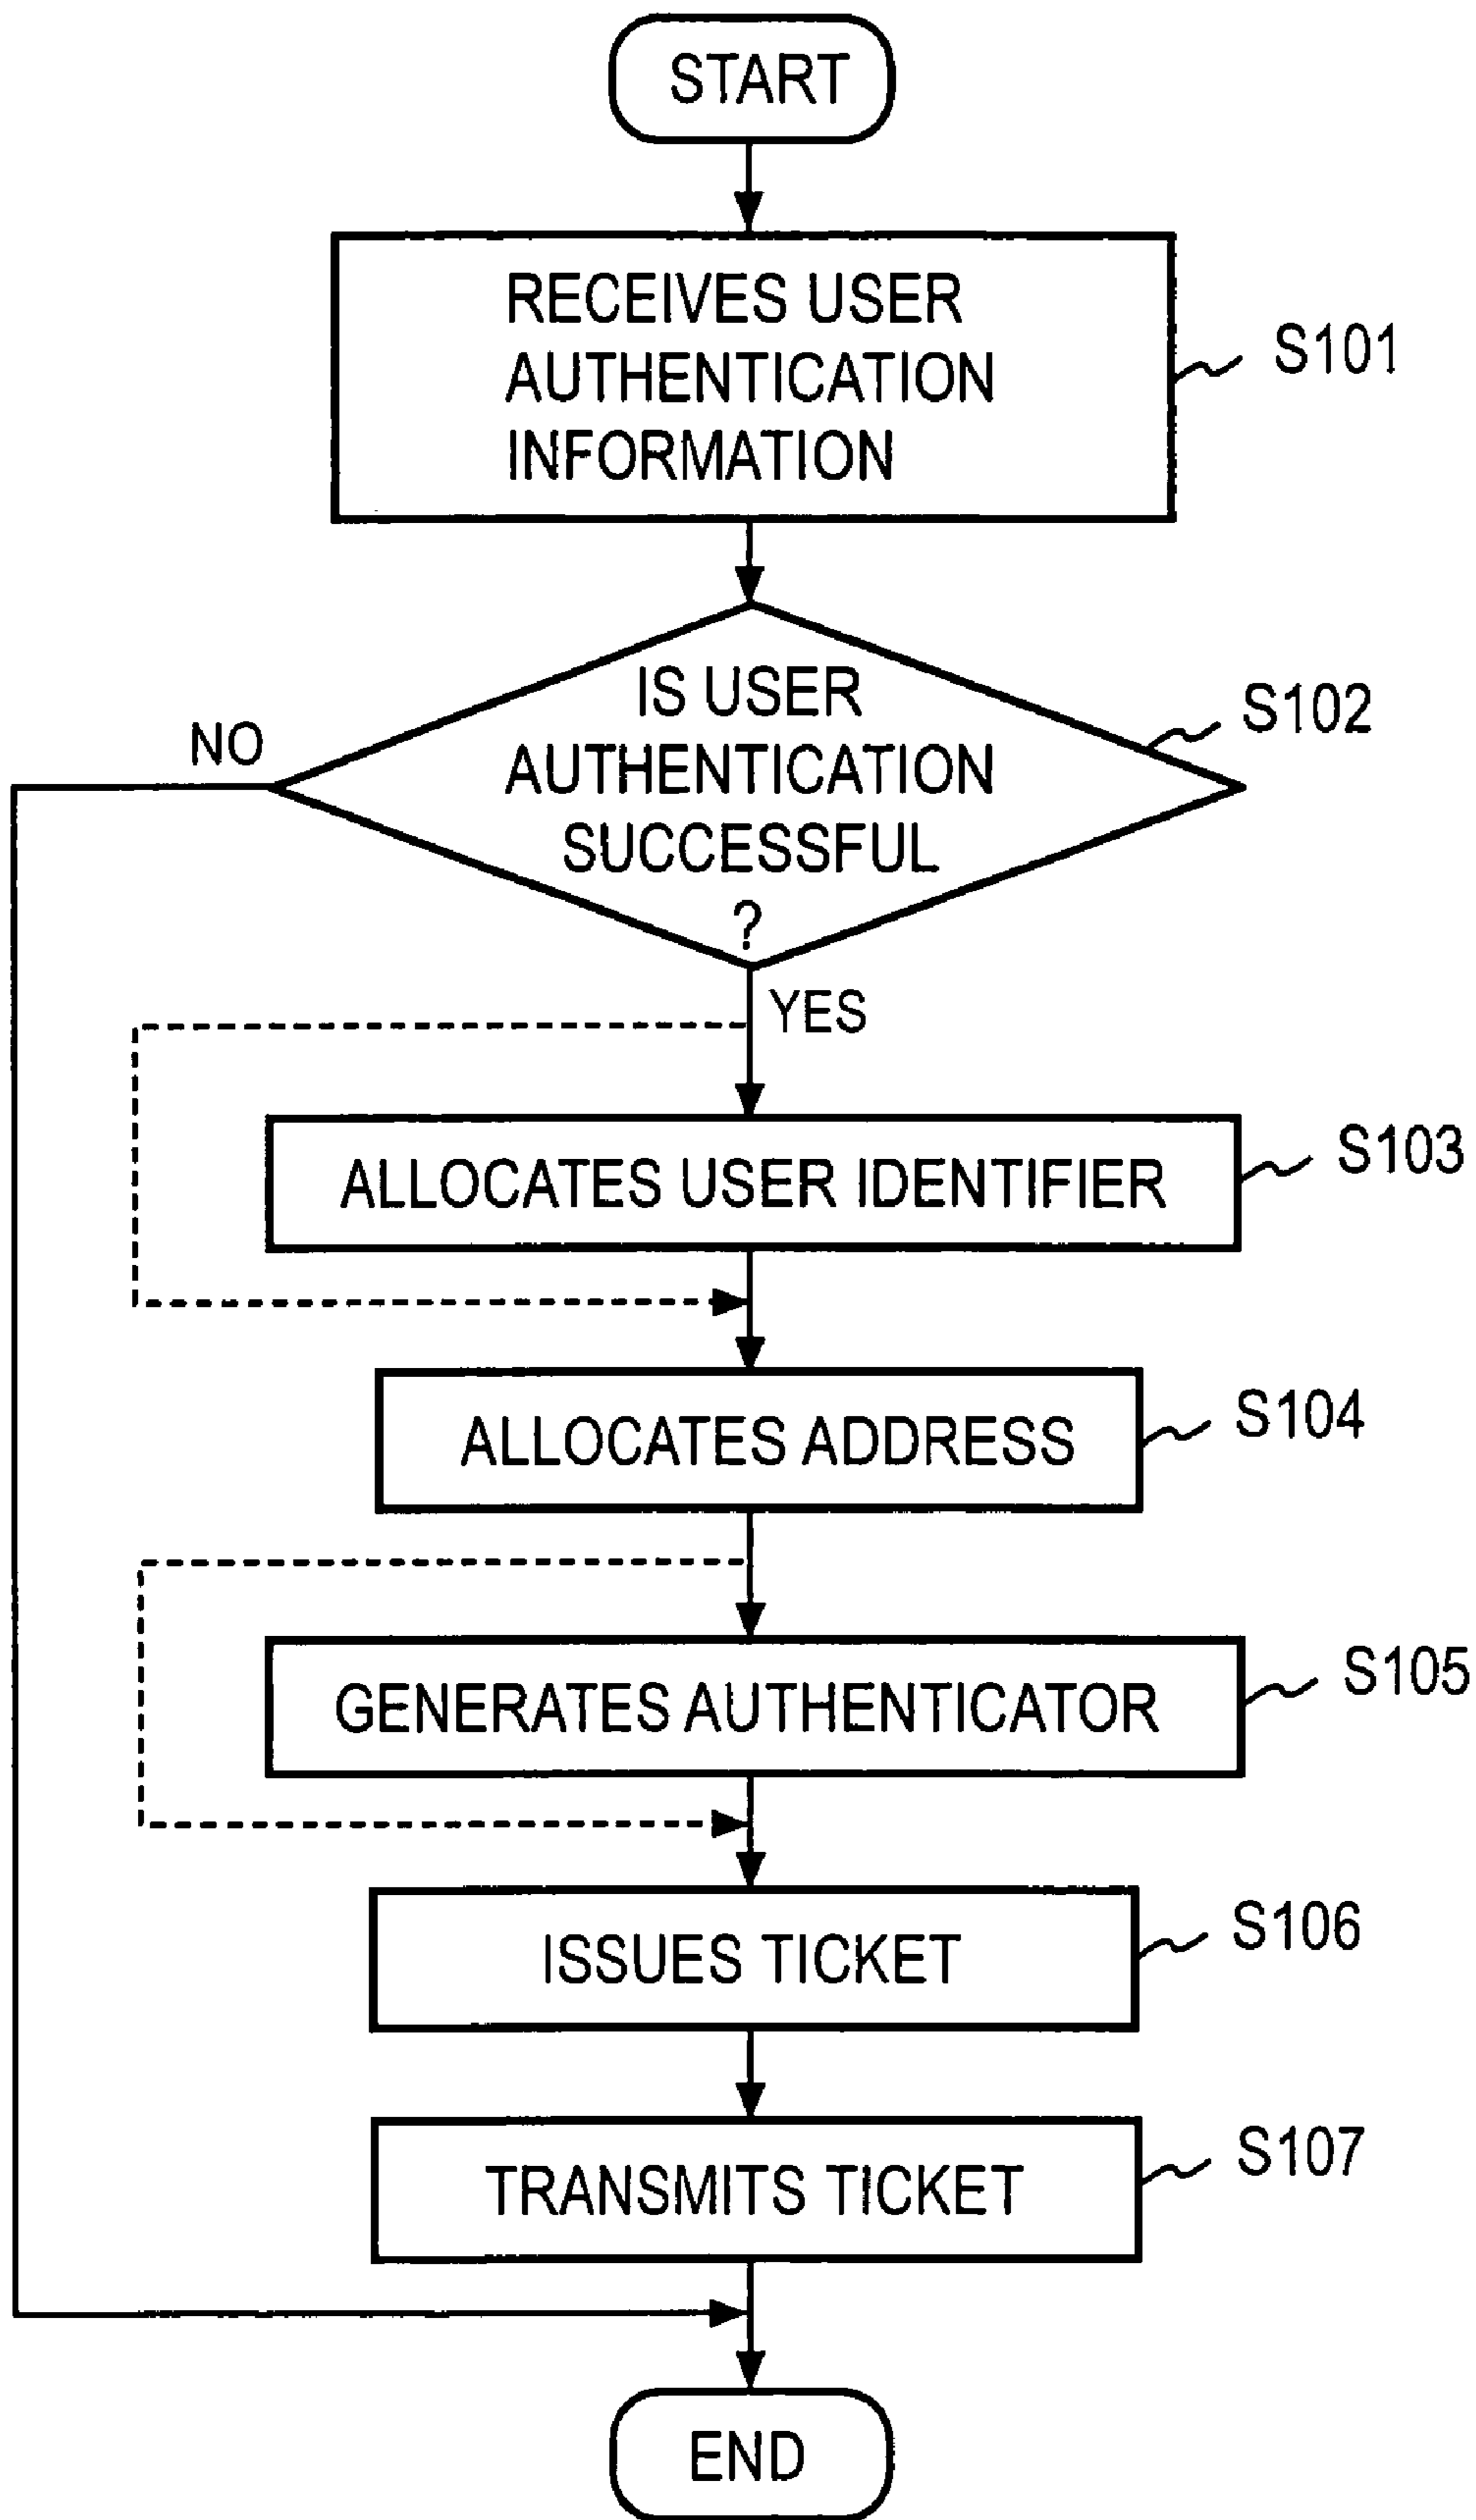 START
RECEIVES USER
AUTHENTICATION
INFORMATION
S101
IS USER
AUTHENTICATION
SUCCESSFUL
?
S102
NO
YES
ALLOCATES USER IDENTIFIER
S103
ALLOCATES ADDRESS
S104
GENERATES AUTHENTICATOR
S105
ISSUES TICKET
S106
TRANSMITS TICKET
S107
END